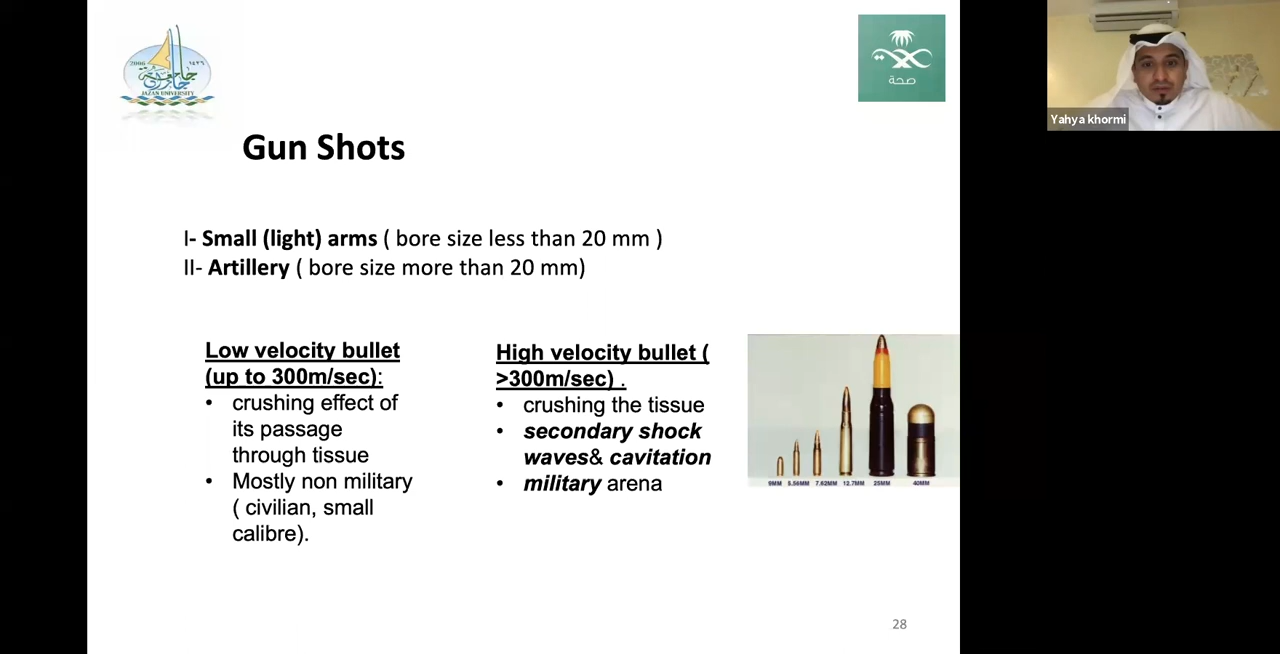 2006
١٤٢٦
JAZAN UNIVERSITY
صحة
Yahya khormi
Gun Shots
I- Small (light) arms ( bore size less than 20 mm )
II- Artillery ( bore size more than 20 mm)
Low velocity bullet
(up to 300m/sec):
• crushing effect of
its passage
through tissue
• Mostly non military
( civilian, small
calibre).
High velocity bullet (
>300m/sec) .
• crushing the tissue
• secondary shock
waves& cavitation
• military arena
9MM 5.56MM 7.62MM 12.7MM 25MM 40MM
28